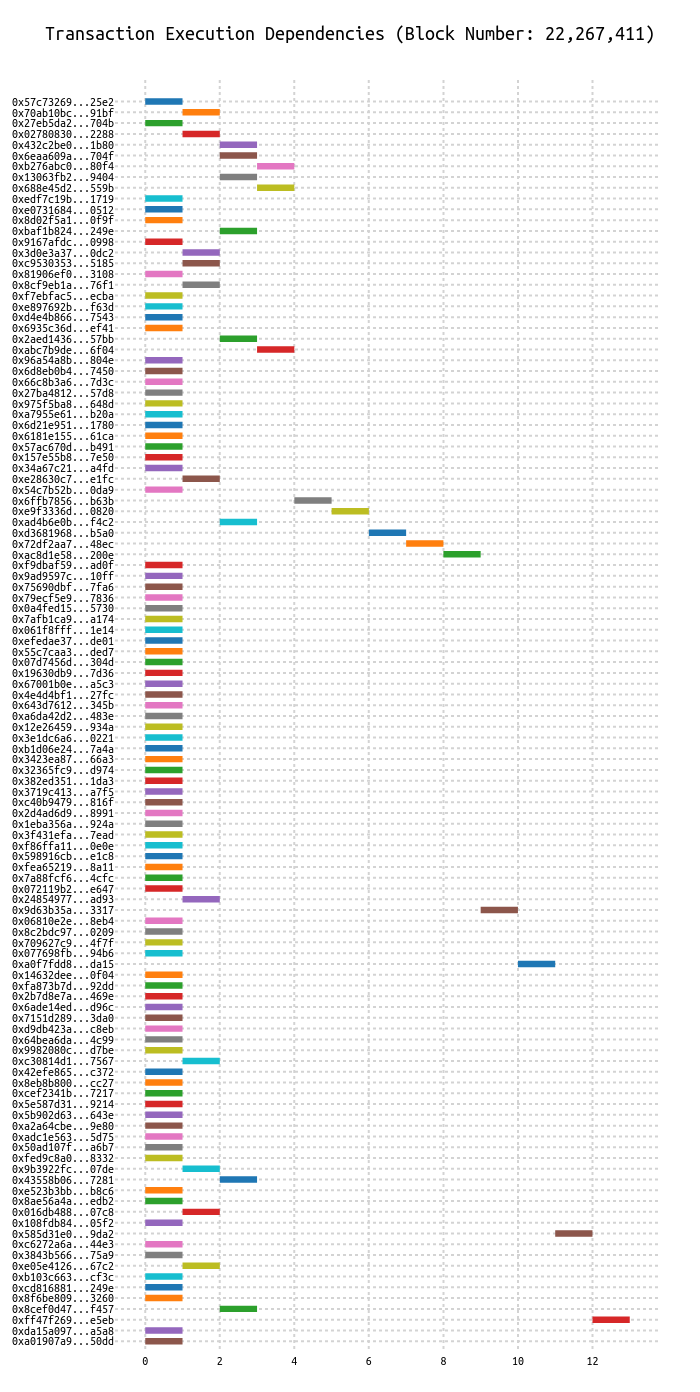 Transaction Execution Dependencies (Block Number: 22,267,411)
0x57c73269...25e2
0x70ab10bc...91bf
0x27eb5da2...704b
0x02780830...2288
0x432c2be0...1b80
0x6eaa609a...704f
0xb276abc0...80f4
0x13063fb2...9404
0x688e45d2...559b
0xedf7c19b...1719
0xe0731684...0512
0x8d02f5a1...0f9f
0xbaf1b824...249e
0x9167afdc...0998
0x3d0e3a37...0dc2
0xc9530353...5185
0x81906ef0...3108
0x8cf9eb1a...76f1
0xf7ebfac5...ecba
0xe897692b...f63d
0xd4e4b866...7543
0x6935c36d...ef41
0x2aed1436...57bb
0xabc7b9de...6f04
0x96a54a8b...804e
0x6d8eb0b4...7450
0x66c8b3a6...7d3c
0x27ba4812...57d8
0x975f5ba8...648d
0xa7955e61...b20a
0x6d21e951...1780
0x6181e155...61ca
0x57ac670d...b491
0x157e55b8...7e50
0x34a67c21...a4fd
0xe28630c7...e1fc
0x54c7b52b...0da9
0x6ffb7856...b63b
0xe9f3336d...0820
0xad4b6e0b...f4c2
0xd3681968...b5a0
0x72df2aa7...48ec
0xac8d1e58...200e
0xf9dbaf59...ad0f
0x9ad9597c...10ff
0x75690dbf...7fa6
0x79ecf5e9...7836
0x0a4fed15...5730
0x7afb1ca9...a174
0x061f8fff...1e14
0xefedae37...de01
0x55c7caa3...ded7
0x07d7456d...304d
0x19630db9...7d36
0x67001b0e...a5c3
0x4e4d4bf1...27fc
0x643d7612...345b
0xa6da42d2...483e
0x12e26459...934a
0x3e1dc6a6...0221
0xb1d06e24...7a4a
0x3423ea87...66a3
0x32365fc9...d974
0x382ed351...1da3
0x3719c413...a7f5
0xc40b9479...816f
0x2d4ad6d9...8991
0x1eba356a...924a
0x3f431efa...7ead
0xf86ffa11...0e0e
0x598916cb...e1c8
0xfea65219...8a11
0x7a88fcf6...4cfc
0x072119b2...e647
0x24854977...ad93
0x9d63b35a...3317
0x06810e2e...8eb4
0x8c2bdc97...0209
0x709627c9...4f7f
0x077698fb...94b6
0xa0f7fdd8...da15
0x14632dee...0f04
0xfa873b7d...92dd
0x2b7d8e7a...469e
0x6ade14ed...d96c
0x7151d289...3da0
0xd9db423a...c8eb
0x64bea6da...4c99
0x9982080c...d7be
0xc30814d1...7567
0x42efe865...c372
0x8eb8b800...cc27
0xcef2341b...7217
0x5e587d31...9214
0x5b902d63...643e
0xa2a64cbe...9e80
0xadc1e563...5d75
0x50ad107f...a6b7
0xfed9c8a0...8332
0x9b3922fc...07de
0x43558b06...7281
0xe523b3bb...b8c6
0x8ae56a4a...edb2
0x016db488...07c8
0x108fdb84...05f2
0x585d31e0...9da2
0xc6272a6a...44e3
0x3843b566...75a9
0xe05e4126...67c2
0xb103c663...cf3c
0xcd816881...249e
0x8f6be809...3260
0x8cef0d47...f457
0xff47f269...e5eb
0xda15a097...a5a8
0xa01907a9...50dd
0 2 4 6 8 10 12